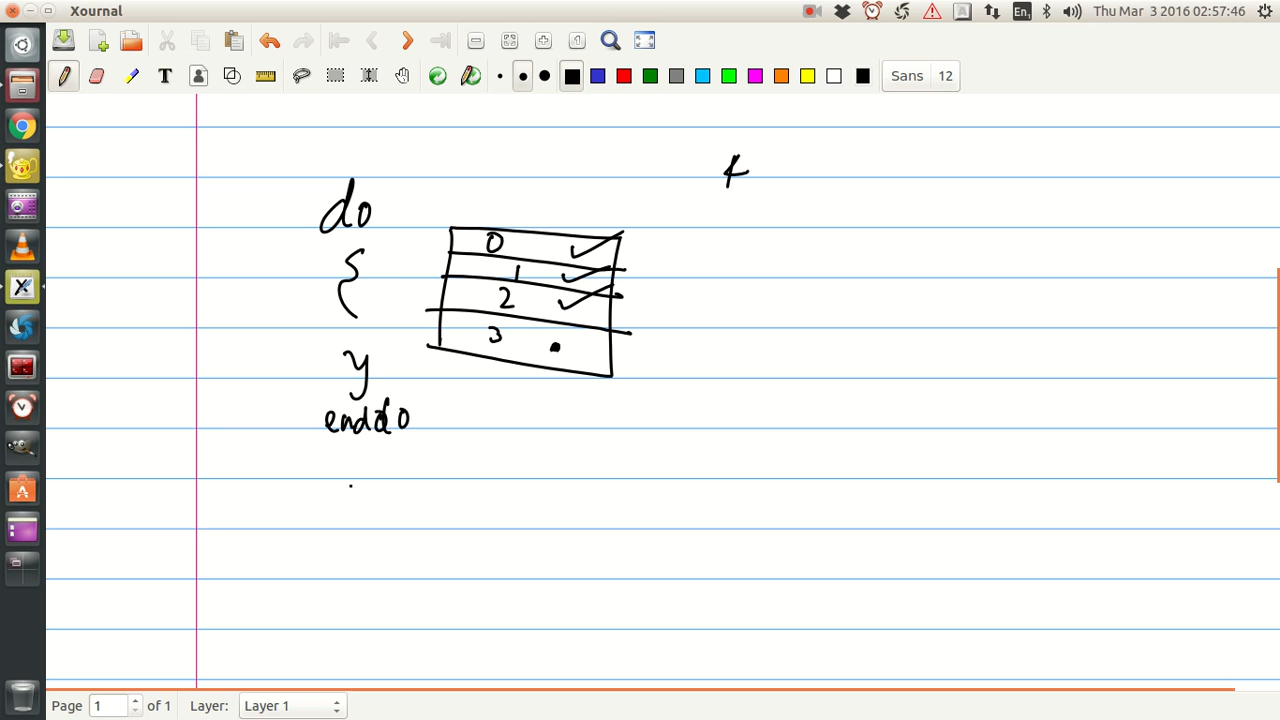 Xournal
En1
Thu Mar 3 2016 02:57:46
Sans 12
do
{
0
1
2
3
}
enddo
Page 1 of 1 Layer: Layer 1